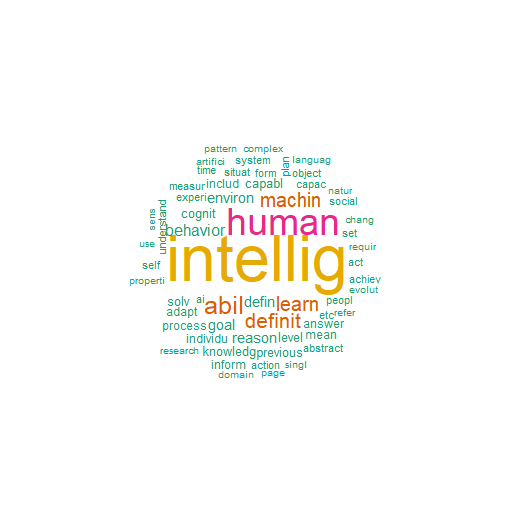 pattern complex
artifici system plan languag
time situat form object
measur includ capabl capac
experi environ machin natur social
sens understand cognit human chang
behavior set
use intellig requir
self act
properti achiev
evolut
solv ai abil defin learn peopl
adapt etc refer
process goal definit answer
individu reason level mean
research knowledg previous abstract
inform action singl
domain page